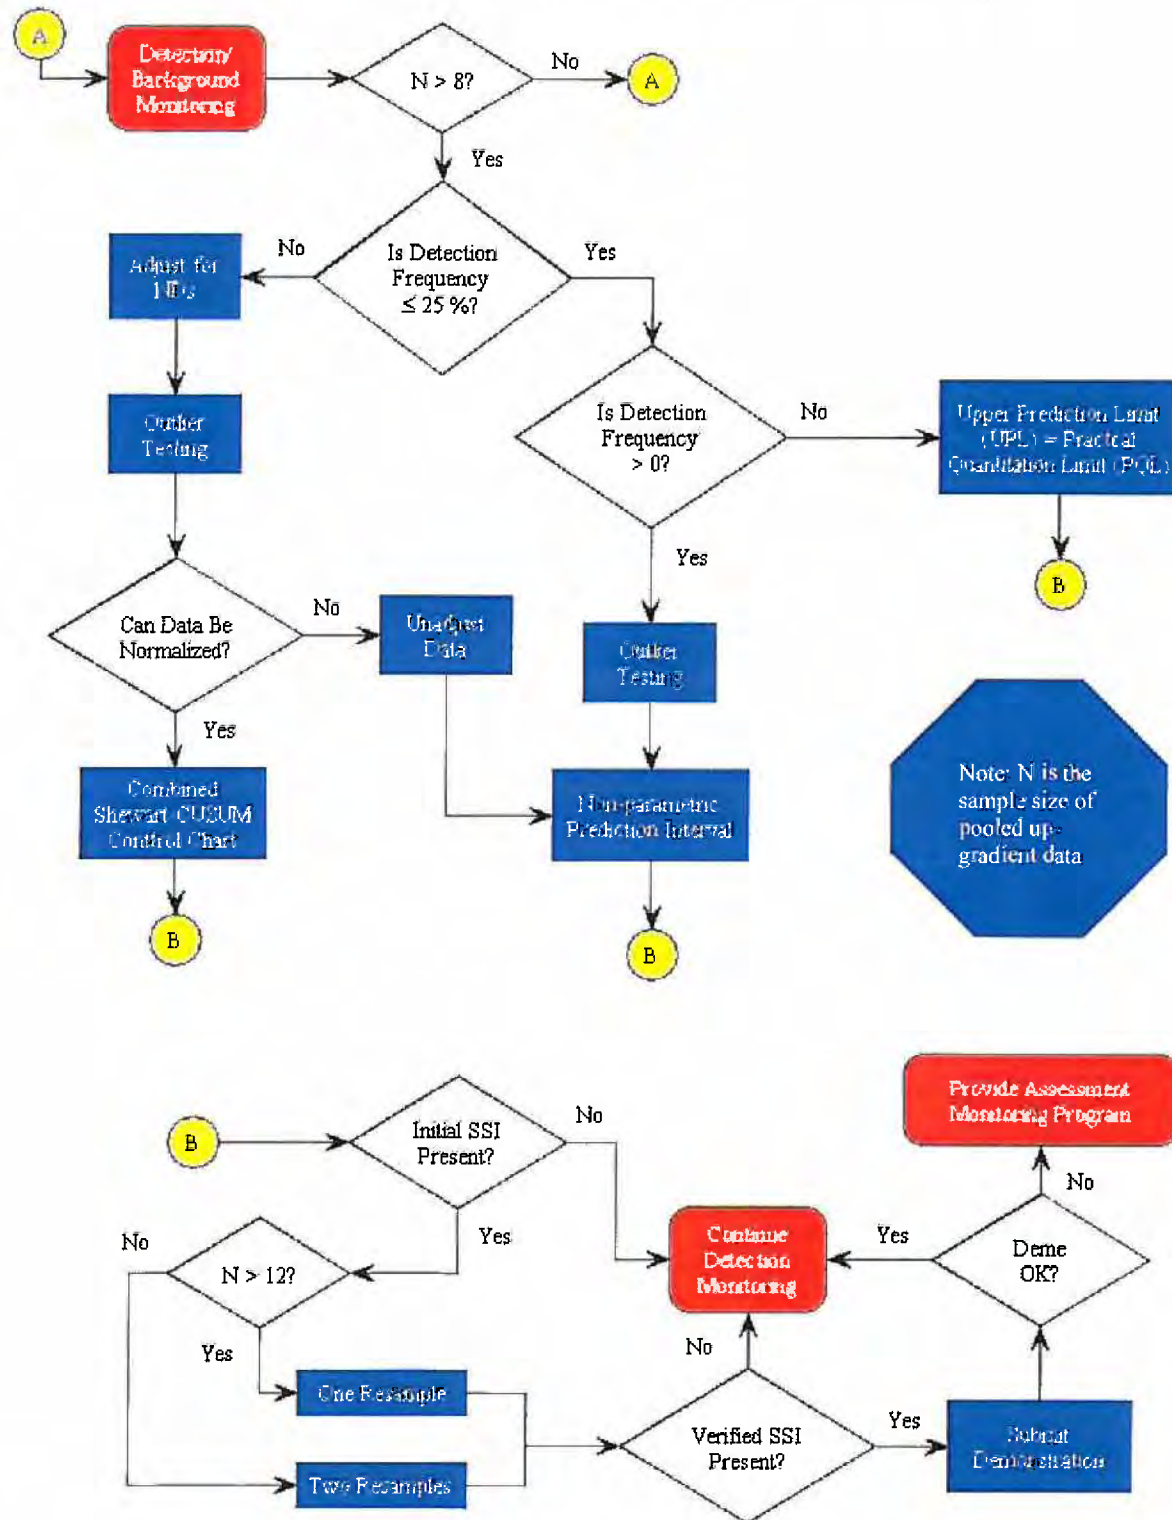 A
Detection/
Background
Monitoring
N > 8?
No
A
Yes
Is Detection
Frequency
≤ 25 %?
No
Yes
Adjust for
NDs
Outlier
Testing
Is Detection
Frequency
> 0?
No
Upper Prediction Limit
(UPL) = Practical
Quantitation Limit (PQL)
Yes
B
Can Data Be
Normalized?
No
Unadjust
Data
Outlier
Testing
Yes
Combined
Shewart-CUSUM
Control Chart
Non-parametric
Prediction Interval
Note: N is the
sample size of
pooled up-
gradient data
B
B
Provide Assessment
Monitoring Program
B
Initial SSI
Present?
No
No
Yes
No
N > 12?
Continue
Detection
Monitoring
Yes
Deme
OK?
Yes
No
One Resample
Verified SSI
Present?
Yes
Submit
Demonstration
Two Resamples